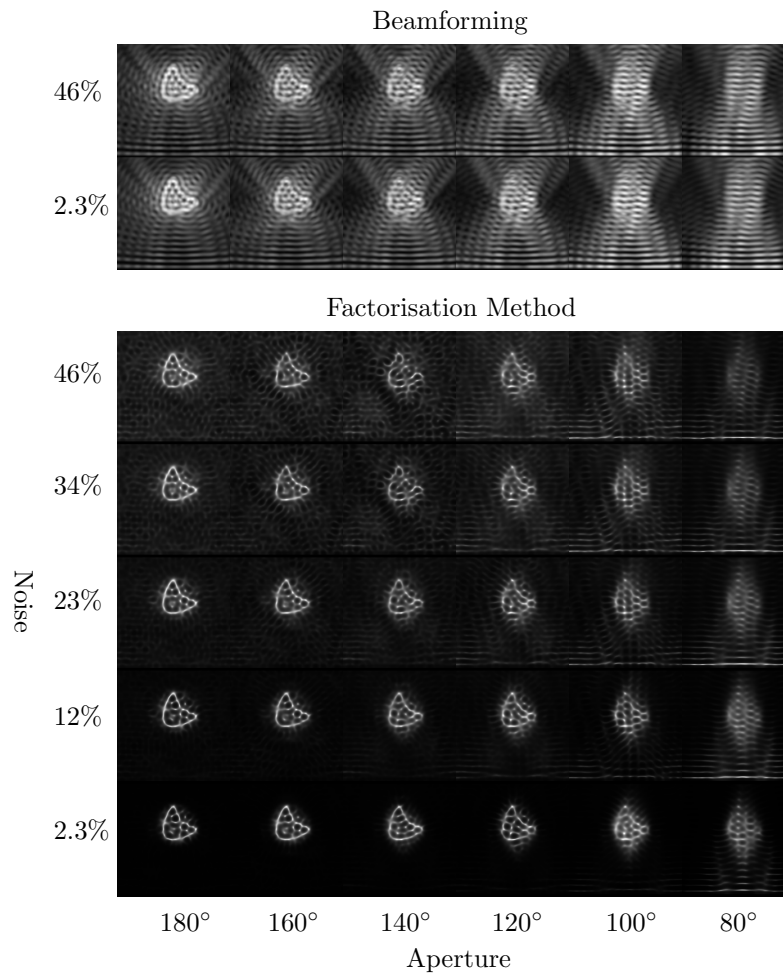 Beamforming
46%
2.3%
Factorisation Method
46%
34%
23%
Noise
12%
2.3%
180° 160° 140° 120° 100° 80°
Aperture